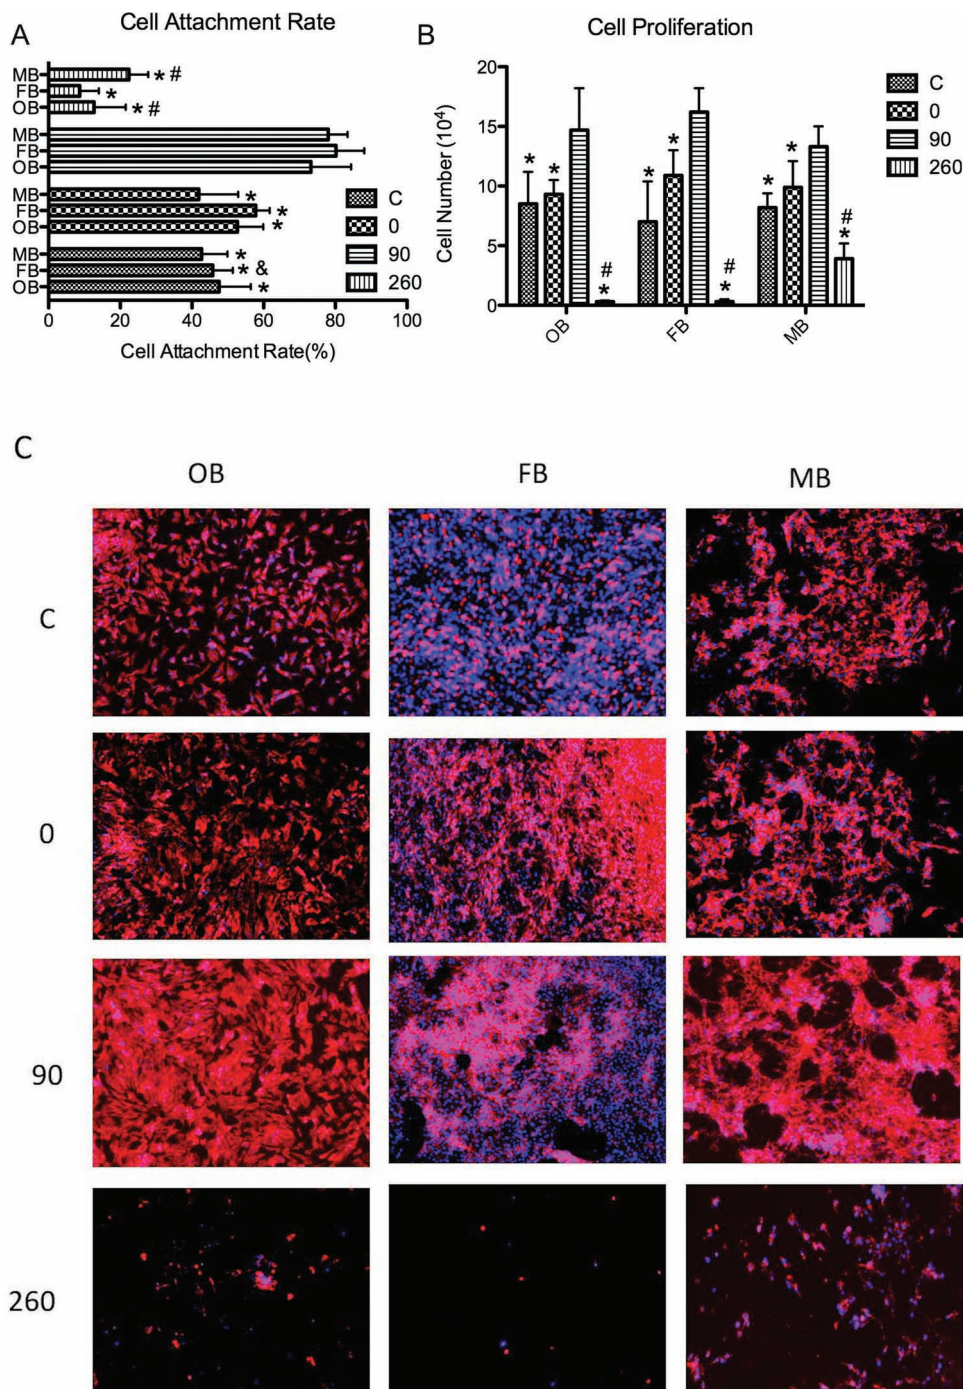 A
Cell Attachment Rate
MB * #
FB *
OB * #
MB
FB
OB
MB *
FB *
OB *
MB *
FB * &
OB *
C
0
90
260
0 20 40 60 80 100
Cell Attachment Rate(%)
B
Cell Proliferation
Cell Number (10⁴)
20
15
10
5
0
* * # *
* * # *
* * # *
OB FB MB
C
0
90
260
C
OB FB MB
C
0
90
260